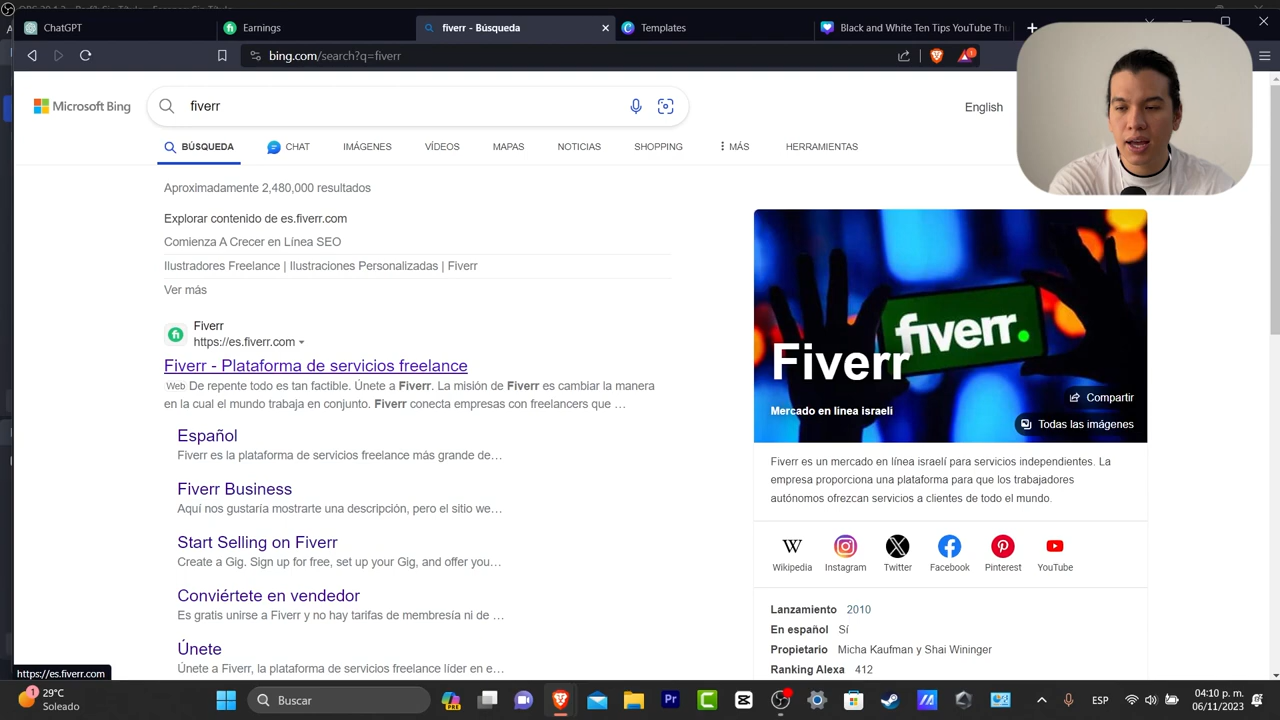 ChatGPT
Earnings
fiverr - Búsqueda
Templates
Black and White Ten Tips YouTube Thu
bing.com/search?q=fiverr
1
Microsoft Bing
fiverr
English
BÚSQUEDA
CHAT
IMÁGENES
VÍDEOS
MAPAS
NOTICIAS
SHOPPING
MÁS
HERRAMIENTAS
Aproximadamente 2,480,000 resultados
Explorar contenido de es.fiverr.com
Comienza A Crecer en Línea SEO
Ilustradores Freelance | Ilustraciones Personalizadas | Fiverr
Ver más
Fiverr
https://es.fiverr.com
Fiverr - Plataforma de servicios freelance
Web De repente todo es tan factible. Únete a Fiverr. La misión de Fiverr es cambiar la manera
en la cual el mundo trabaja en conjunto. Fiverr conecta empresas con freelancers que …
Español
Fiverr es la plataforma de servicios freelance más grande de…
Fiverr Business
Aquí nos gustaría mostrarte una descripción, pero el sitio we…
Start Selling on Fiverr
Create a Gig. Sign up for free, set up your Gig, and offer you…
Conviértete en vendedor
Es gratis unirse a Fiverr y no hay tarifas de membresía ni de …
Únete
Únete a Fiverr, la plataforma de servicios freelance líder en e…
fiverr.
Fiverr
Mercado en línea israelí
Compartir
Todas las imágenes
Fiverr es un mercado en línea israelí para servicios independientes. La
empresa proporciona una plataforma para que los trabajadores
autónomos ofrezcan servicios a clientes de todo el mundo.
Wikipedia
Instagram
Twitter
Facebook
Pinterest
YouTube
Lanzamiento 2010
En español Sí
Propietario Micha Kaufman y Shai Wininger
Ranking Alexa 412
https://es.fiverr.com
1
29°C
Soleado
Buscar
Pr
ESP
04:10 p. m.
06/11/2023